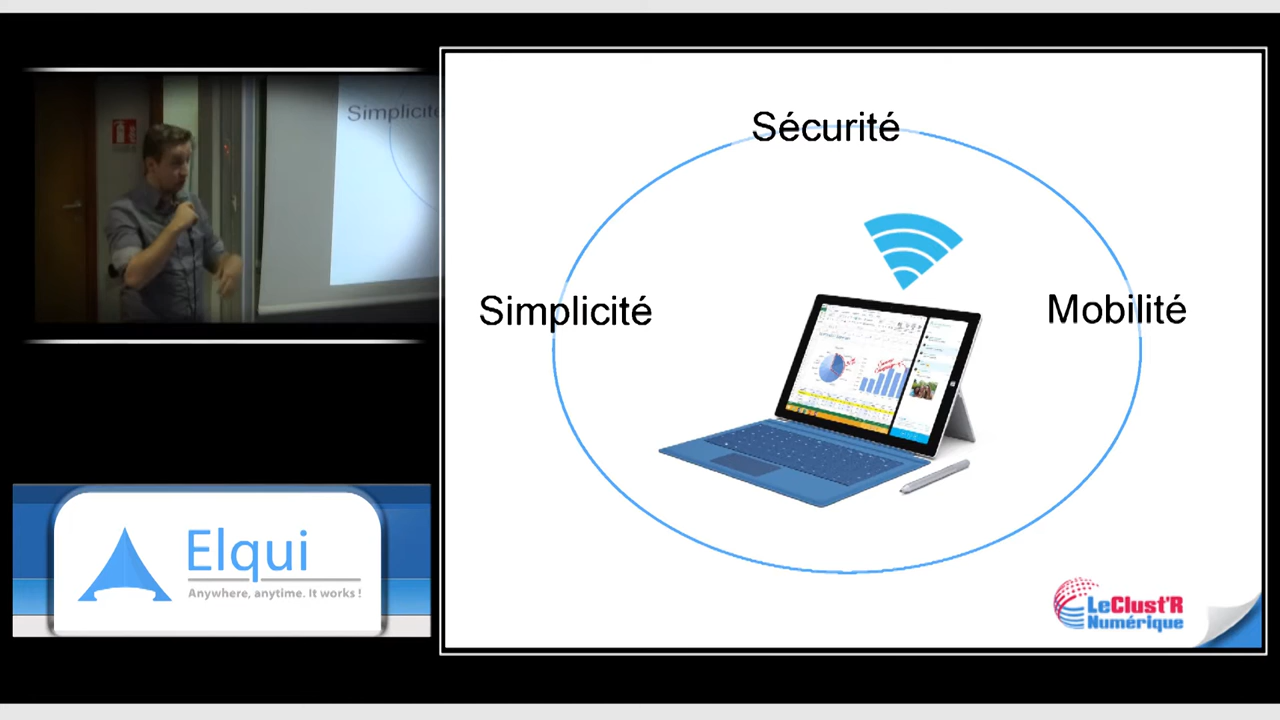 Simplicité
Sécurité
Simplicité
Mobilité
Elqui
Anywhere, anytime. It works !
LeClust'R
Numérique